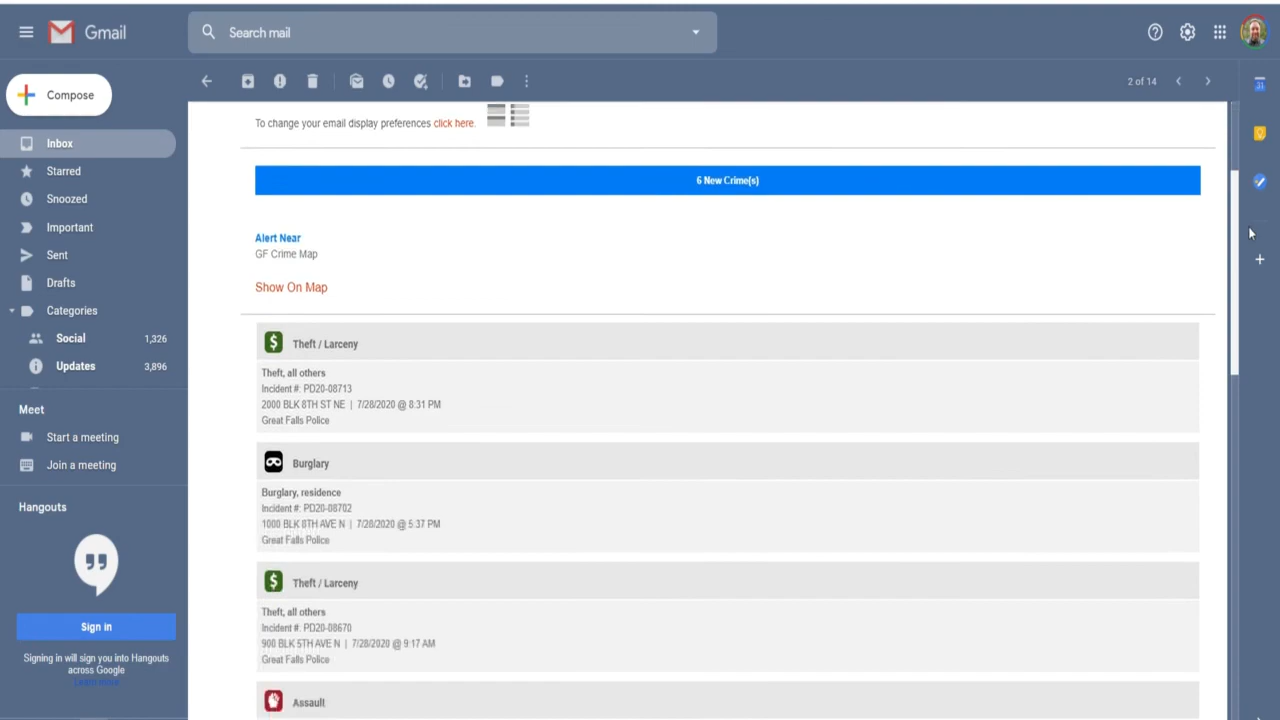 Gmail
Search mail
Compose
2 of 14
Inbox
Starred
Snoozed
Important
Sent
Drafts
Categories
Social 1,326
Updates 3,896
Meet
Start a meeting
Join a meeting
Hangouts
Sign in
Signing in will sign you into Hangouts
across Google
Learn more
To change your email display preferences click here.
6 New Crime(s)
Alert Near
GF Crime Map
Show On Map
Theft / Larceny
Theft, all others
Incident #: PD20-08713
2000 BLK 8TH ST NE | 7/28/2020 @ 8:31 PM
Great Falls Police
Burglary
Burglary, residence
Incident #: PD20-08702
1000 BLK 8TH AVE N | 7/28/2020 @ 5:37 PM
Great Falls Police
Theft / Larceny
Theft, all others
Incident #: PD20-08670
900 BLK 5TH AVE N | 7/28/2020 @ 9:17 AM
Great Falls Police
Assault
31